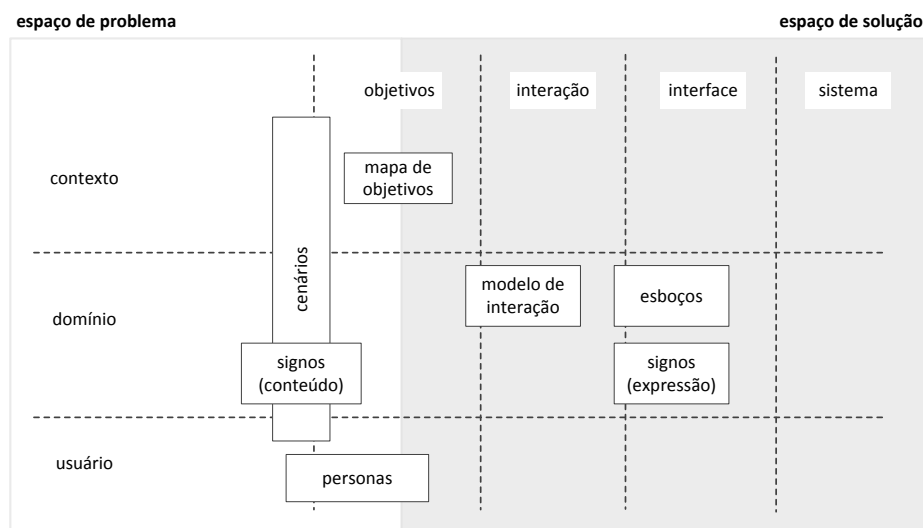 espaço de problema
espaço de solução
objetivos
interação
interface
sistema
contexto
mapa de
objetivos
cenários
domínio
modelo de
interação
esboços
signos
(conteúdo)
signos
(expressão)
usuário
personas